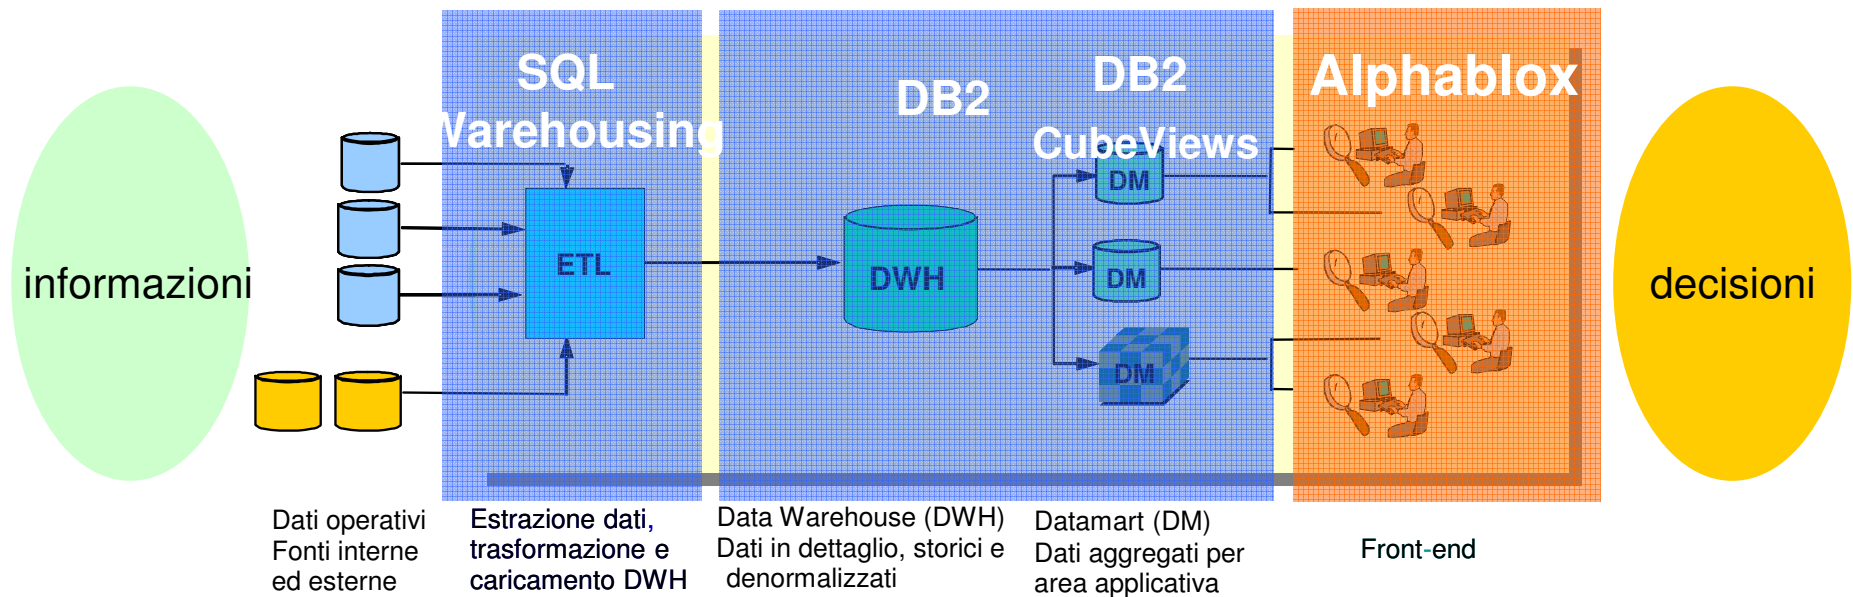 informazioni
SQL
Warehousing
ETL
DB2
DWH
DB2
CubeViews
DM
DM
DM
Alphablox
decisioni
Dati operativi
Fonti interne
ed esterne
Estrazione dati,
trasformazione e
caricamento DWH
Data Warehouse (DWH)
Dati in dettaglio, storici e
denormalizzati
Datamart (DM)
Dati aggregati per
area applicativa
Front-end